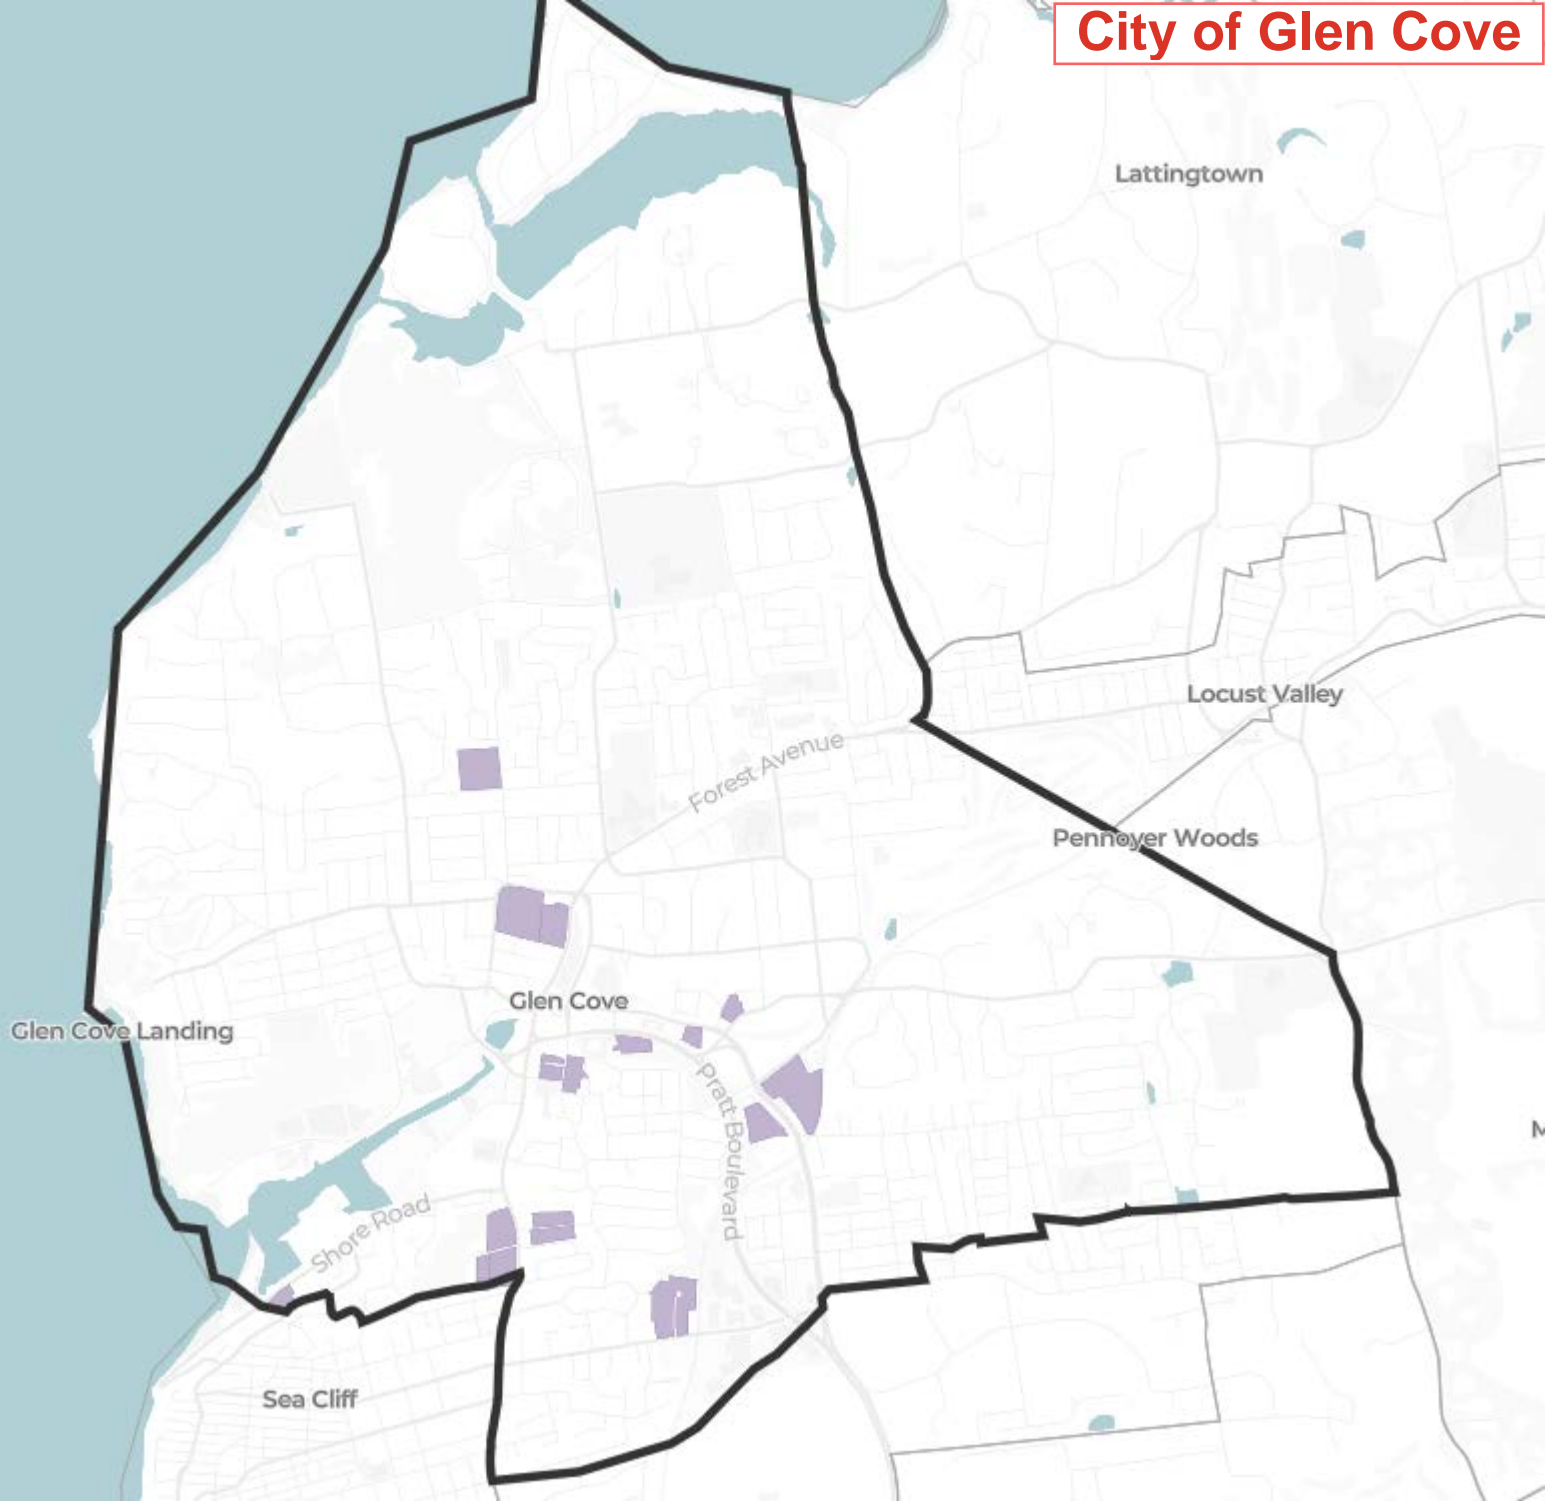 City of Glen Cove
Lattingtown
Locust Valley
Forest Avenue
Pennoyer Woods
Glen Cove
Glen Cove Landing
Pratt Boulevard
M
Shore Road
Sea Cliff